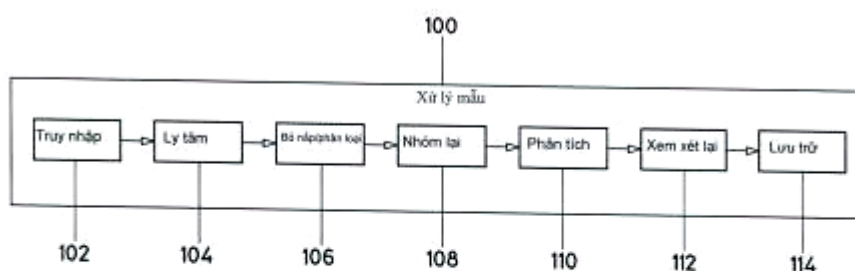 100
Xử lý mẫu
Truy nhập
Ly tâm
Bỏ nắp/phân loại
Nhóm lại
Phân tích
Xem xét lại
Lưu trữ
102
104
106
108
110
112
114